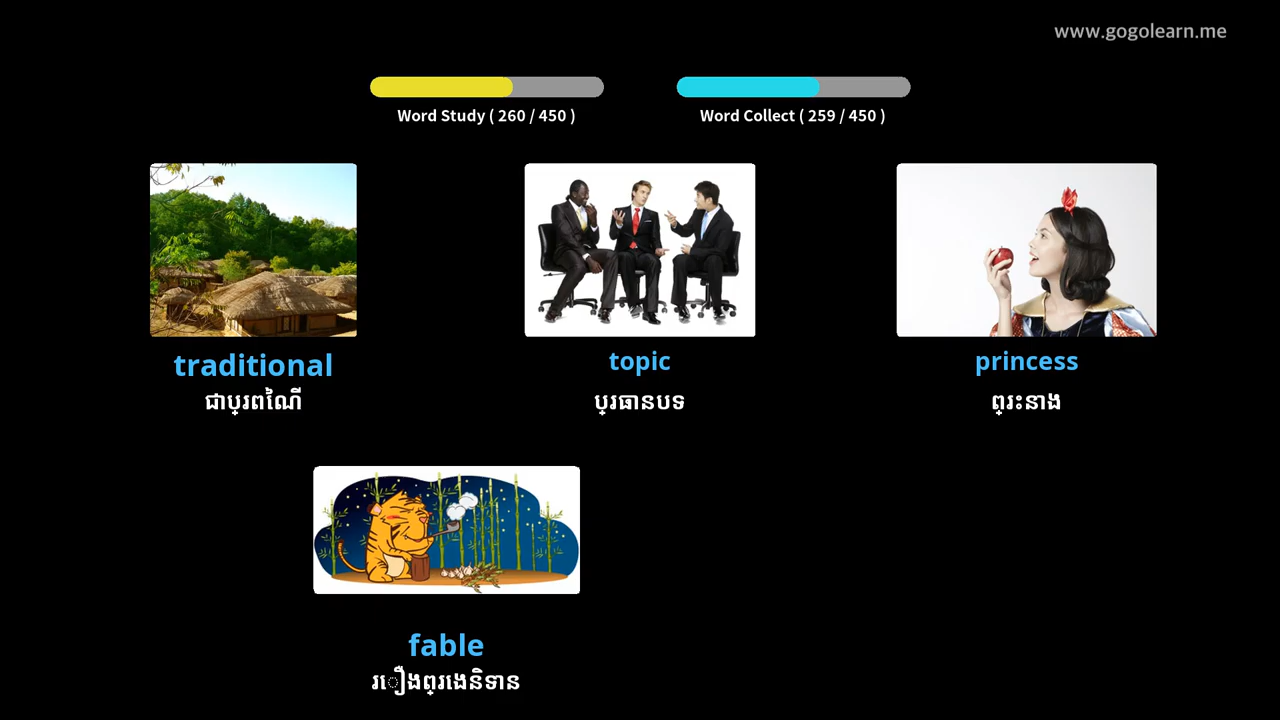 www.gogolearn.me
Word Study ( 260 / 450 )
Word Collect ( 259 / 450 )
traditional
ជាប្រពណៃី
topic
ប្រធានបទ
princess
ព្រះនាង
fable
រឿងព្រេងនិទាន